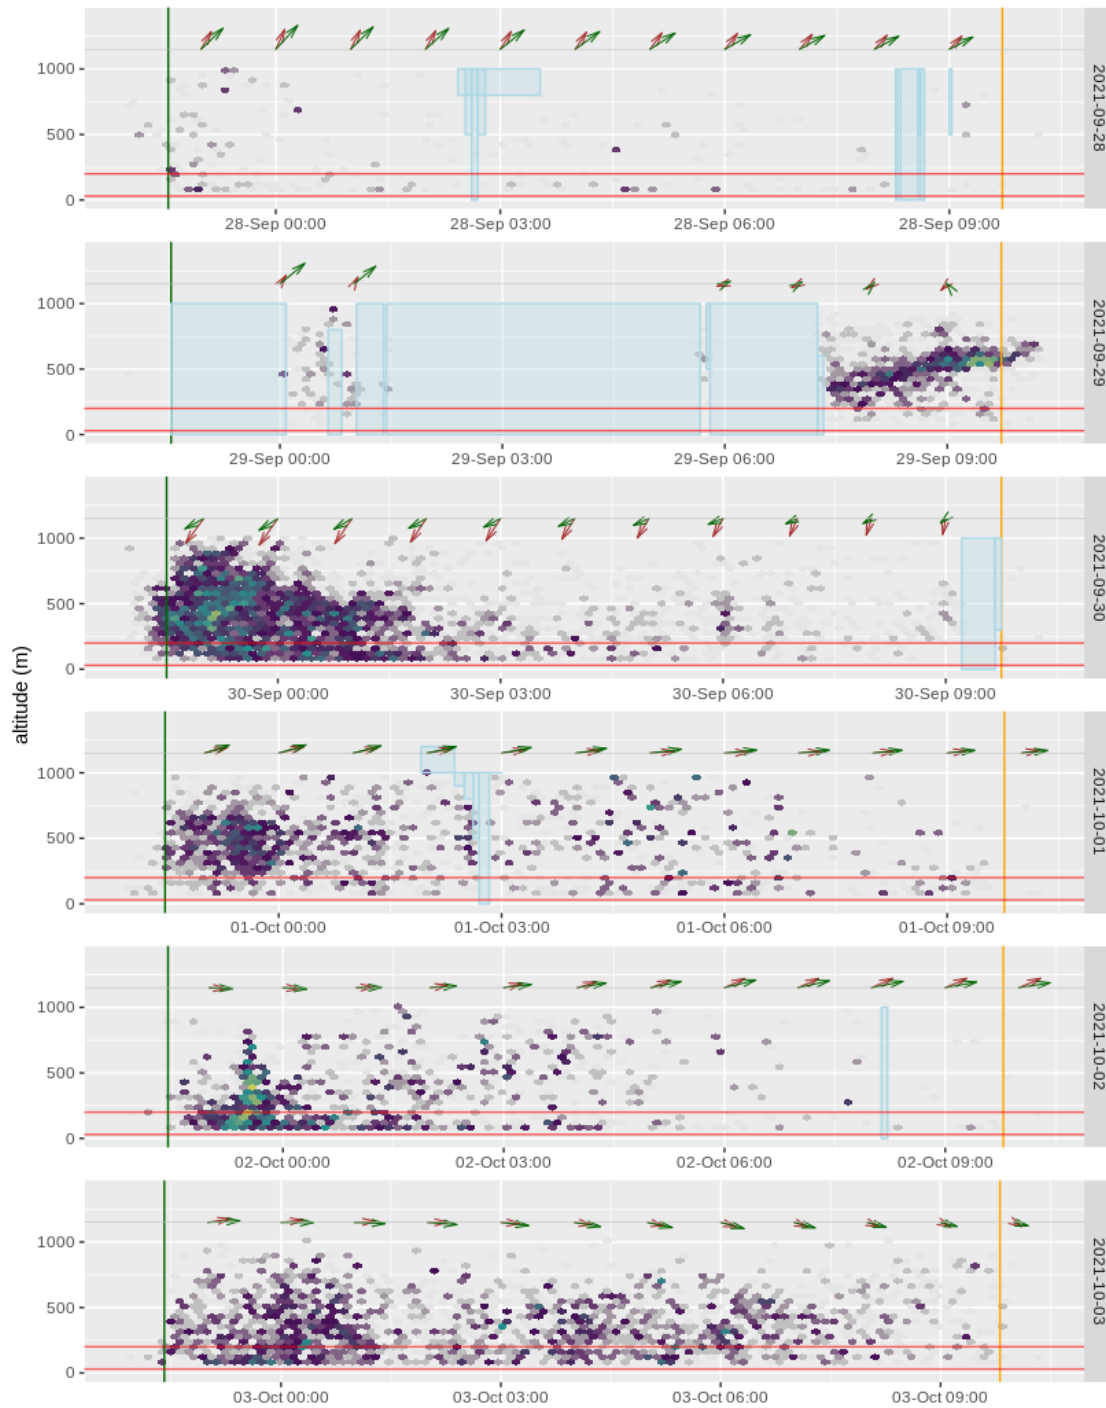 altitude (m)
1000
500
0
28-Sep 00:00
28-Sep 03:00
28-Sep 06:00
28-Sep 09:00
2021-09-28
1000
500
0
29-Sep 00:00
29-Sep 03:00
29-Sep 06:00
29-Sep 09:00
2021-09-29
1000
500
0
30-Sep 00:00
30-Sep 03:00
30-Sep 06:00
30-Sep 09:00
2021-09-30
1000
500
0
01-Oct 00:00
01-Oct 03:00
01-Oct 06:00
01-Oct 09:00
2021-10-01
1000
500
0
02-Oct 00:00
02-Oct 03:00
02-Oct 06:00
02-Oct 09:00
2021-10-02
1000
500
0
03-Oct 00:00
03-Oct 03:00
03-Oct 06:00
03-Oct 09:00
2021-10-03